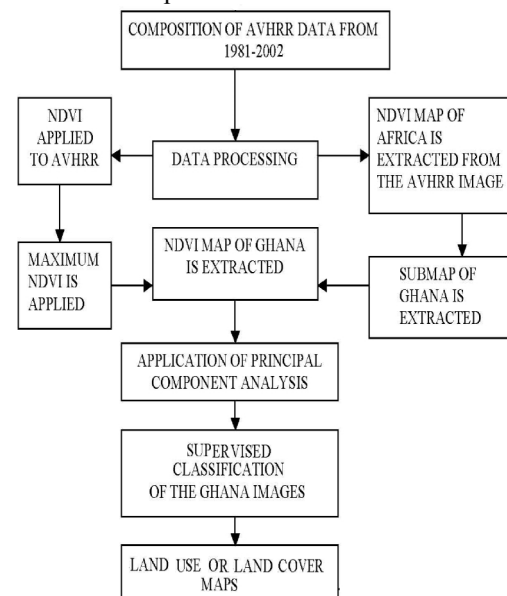 COMPOSITION OF AVHRR DATA FROM
1981-2002
NDVI
APPLIED
TO AVHRR
DATA PROCESSING
NDVI MAP OF
AFRICA IS
EXTRACTED FROM
THE AVHRR IMAGE
MAXIMUM
NDVI IS
APPLIED
NDVI MAP OF GHANA
IS EXTRACTED
SUBMAP OF
GHANA IS
EXTRACTED
APPLICATION OF PRINCIPAL
COMPONENT ANALYSIS
SUPERVISED
CLASSIFICATION
OF THE GHANA IMAGES
LAND USE OR LAND COVER
MAPS